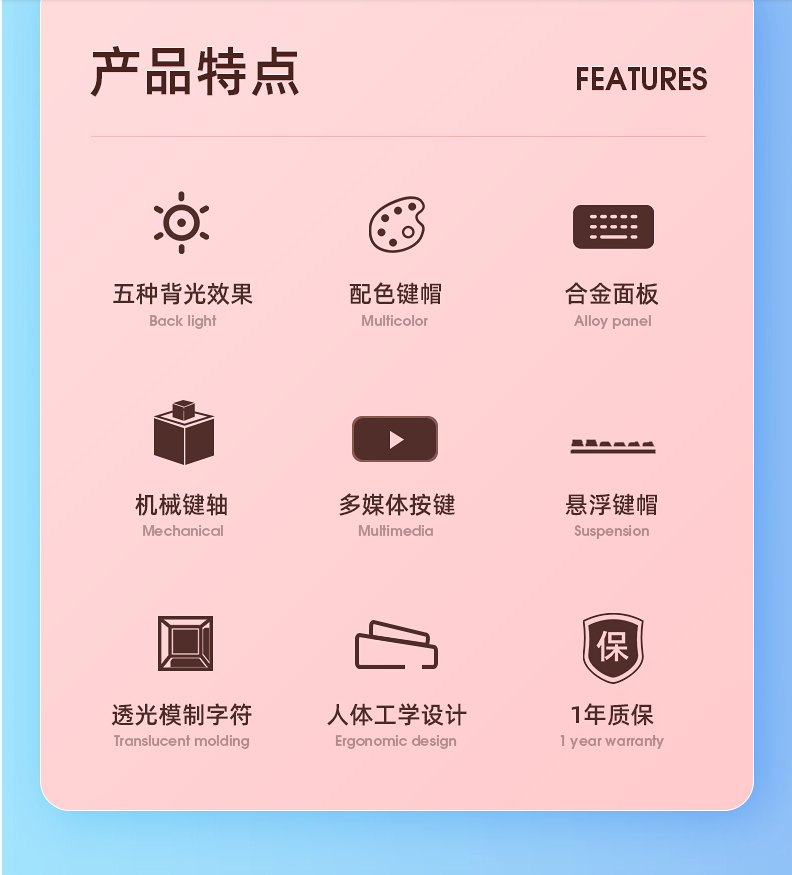 产品特点
FEATURES
五种背光效果
配色键帽
合金面板
Back light
Multicolor
Alloy panel
机械键轴
多媒体按键
悬浮键帽
Mechanical
Multimedia
Suspension
保
透光模制字符
人体工学设计
1年质保
Translucent molding
Ergonomic design
1 year warranty